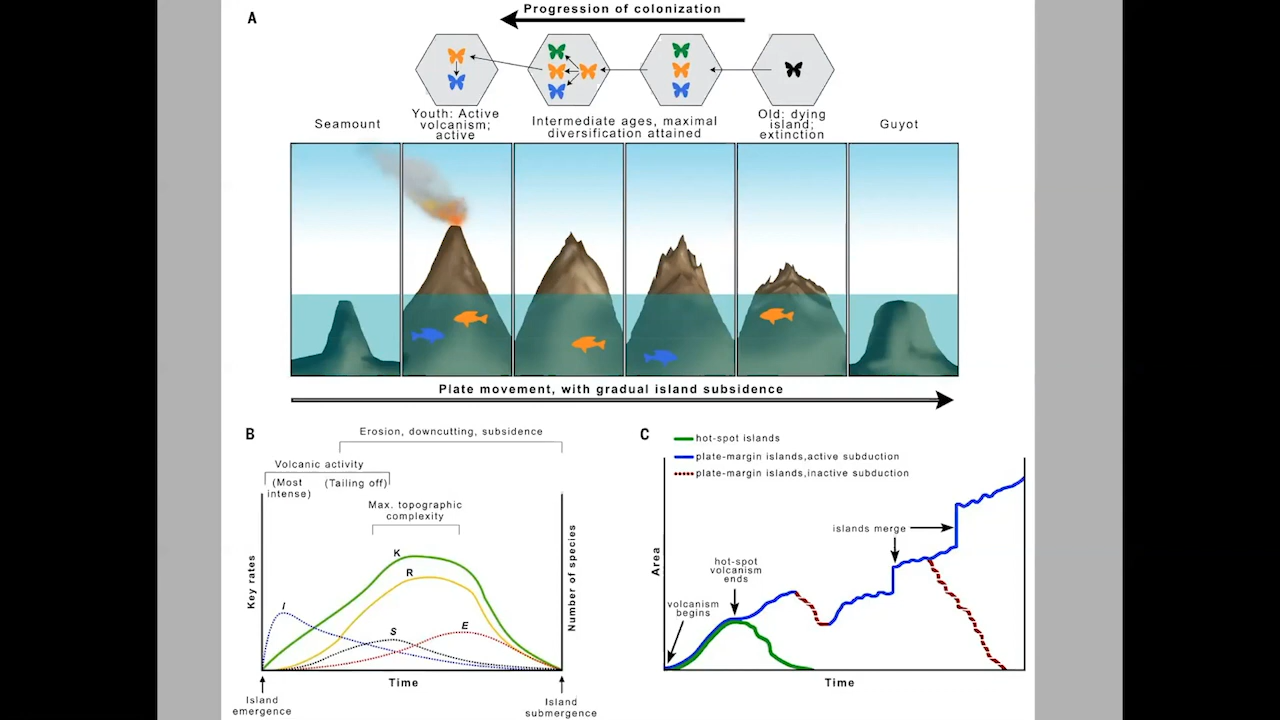 A
Progression of colonization
Seamount
Youth: Active
volcanism;
active
Intermediate ages, maximal
diversification attained
Old: dying
island;
extinction
Guyot
Plate movement, with gradual island subsidence
B
Erosion, downcutting, subsidence
Volcanic activity
(Most
intense)
(Tailing off)
Max. topographic
complexity
Key rates
Number of species
K
R
I
S
E
Time
Island
emergence
Island
submergence
C
hot-spot islands
plate-margin islands,active subduction
plate-margin islands,inactive subduction
islands merge
hot-spot
volcanism
ends
volcanism
begins
Area
Time